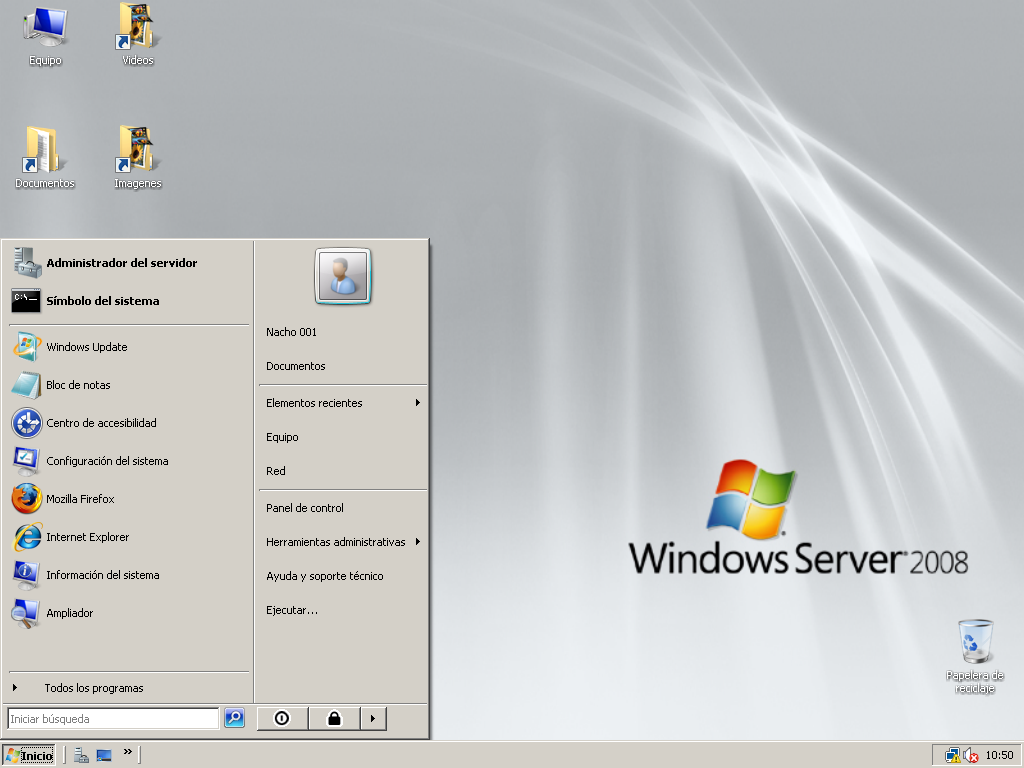 Equipo
Videos
Documentos
Imagenes
Administrador del servidor
C:\
Símbolo del sistema
Windows Update
Bloc de notas
Centro de accesibilidad
Configuración del sistema
Mozilla Firefox
Internet Explorer
Información del sistema
Ampliador
Todos los programas
Iniciar búsqueda
Nacho 001
Documentos
Elementos recientes
Equipo
Red
Panel de control
Herramientas administrativas
Ayuda y soporte técnico
Ejecutar...
Windows Server 2008
Papelera de
reciclaje
Inicio
10:50